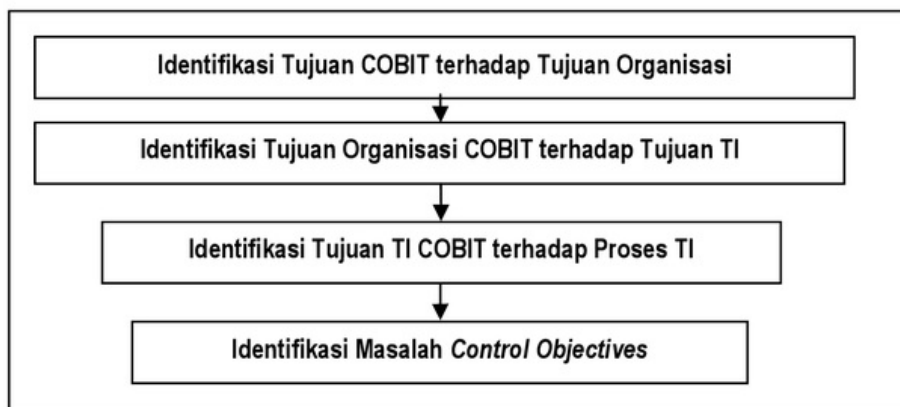 Identifikasi Tujuan COBIT terhadap Tujuan Organisasi
Identifikasi Tujuan Organisasi COBIT terhadap Tujuan TI
Identifikasi Tujuan TI COBIT terhadap Proses TI
Identifikasi Masalah Control Objectives